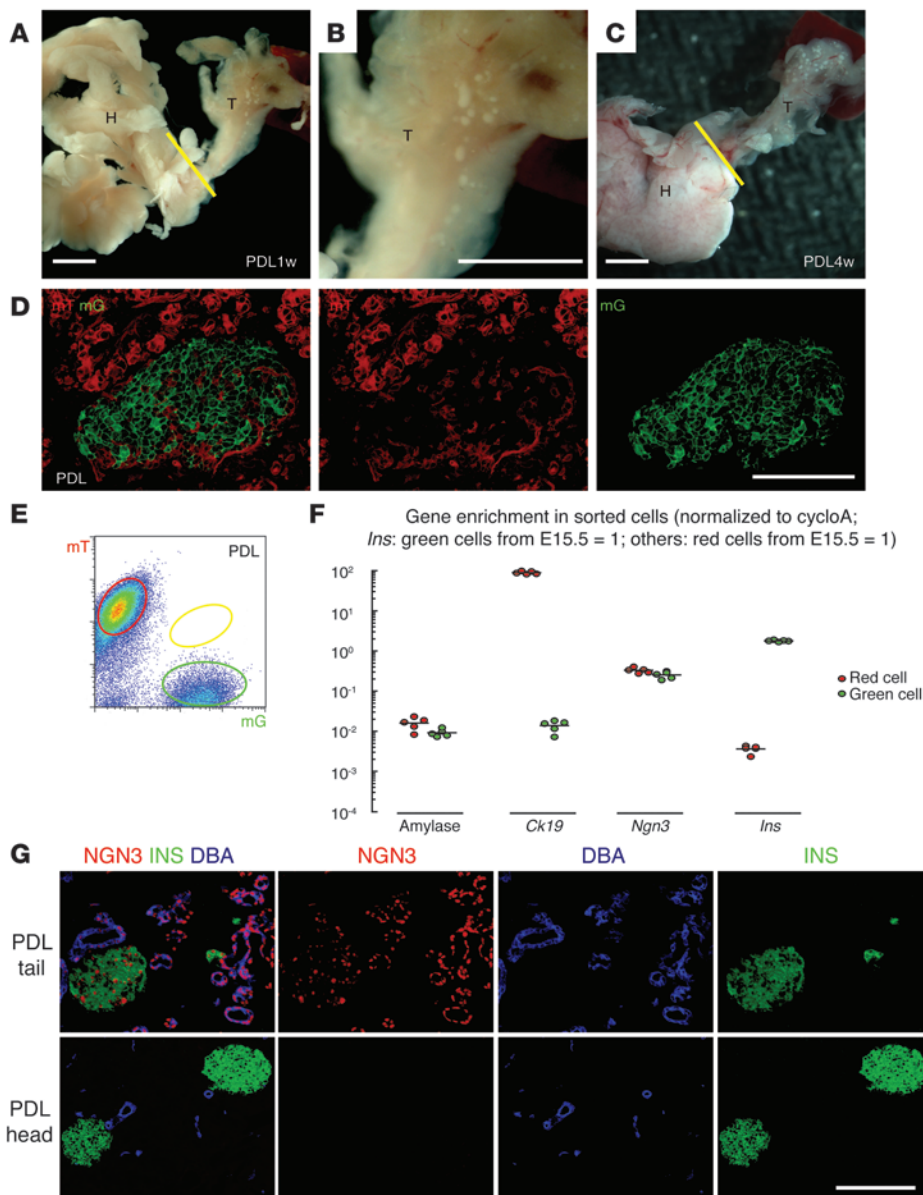 A
H
T
PDL1w
B
T
C
H
T
PDL4w
D
mT mG
PDL
mT
mG
E
mT
PDL
mG
F
Gene enrichment in sorted cells (normalized to cycloA;
Ins: green cells from E15.5 = 1; others: red cells from E15.5 = 1)
10²
10¹
10⁰
10⁻¹
10⁻²
10⁻³
10⁻⁴
Amylase
Ck19
Ngn3
Ins
Red cell
Green cell
G
NGN3 INS DBA
NGN3
DBA
INS
PDL
tail
PDL
head